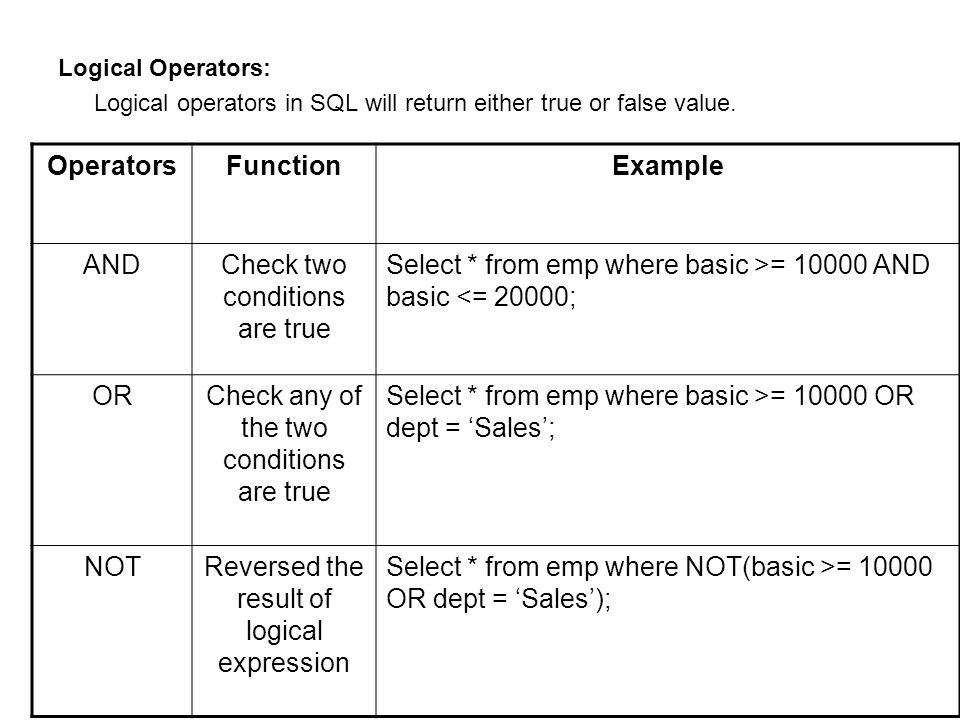 Logical Operators:
Logical operators in SQL will return either true or false value.
Operators Function Example
AND
Check two
conditions
are true
Select * from emp where basic >= 10000 AND
basic <= 20000;
OR
Check any of
the two
conditions
are true
Select * from emp where basic >= 10000 OR
dept = ‘Sales’;
NOT
Reversed the
result of
logical
expression
Select * from emp where NOT(basic >= 10000
OR dept = ‘Sales’);